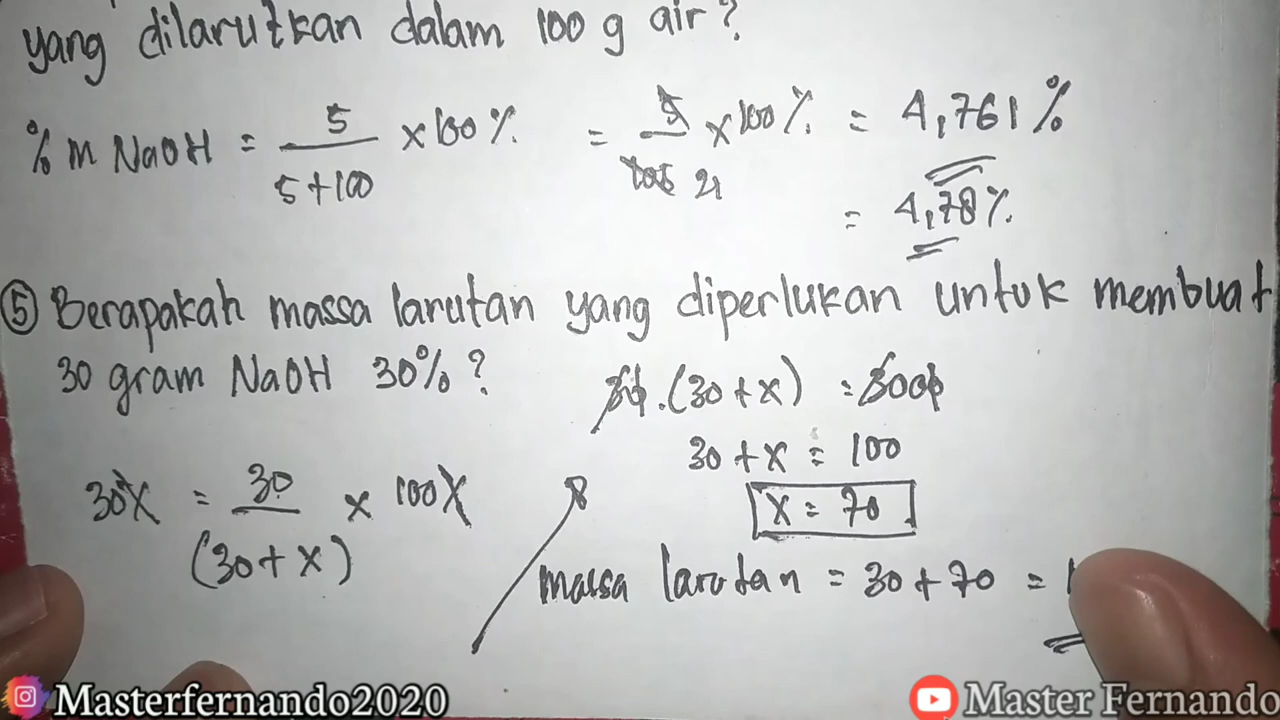 yang dilarutkan dalam 100 g air?
% m NaOH = 5 / 5+100 x 100 % = 5 / 105 21 x 100 % = 4,761 %
= 4,78 %
⑤ Berapakah massa larutan yang diperlukan untuk membuat
30 gram NaOH 30% ?
30% = 30 / (30 + x) x 100%
30 . (30 + x) = 3000
30 + x = 100
x = 70
massa larutan = 30 + 70 =
Masterfernando2020
Master Fernando